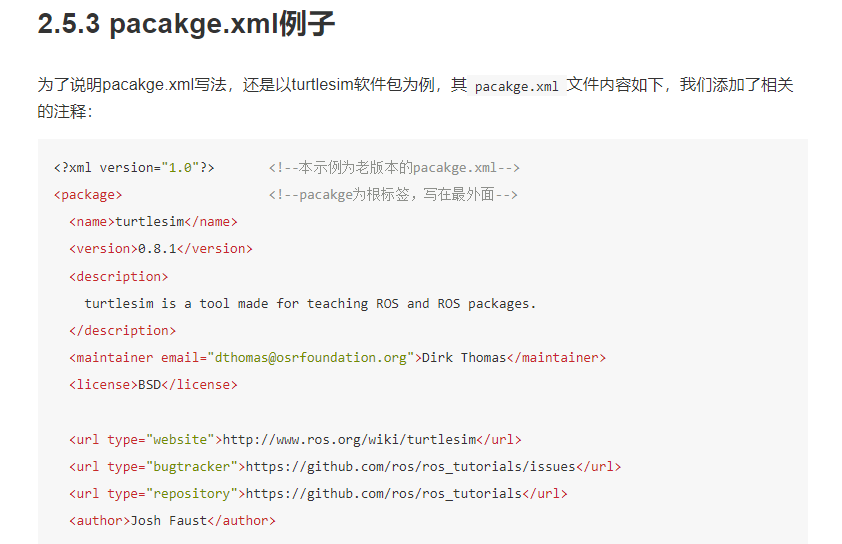 2.5.3 pacakge.xml例子
为了说明pacakge.xml写法，还是以turtlesim软件包为例，其 pacakge.xml 文件内容如下，我们添加了相关
的注释：
<?xml version="1.0"?>       <!--本示例为老版本的pacakge.xml-->
<package>                   <!--pacakge为根标签，写在最外面-->
  <name>turtlesim</name>
  <version>0.8.1</version>
  <description>
    turtlesim is a tool made for teaching ROS and ROS packages.
  </description>
  <maintainer email="dthomas@osrfoundation.org">Dirk Thomas</maintainer>
  <license>BSD</license>

  <url type="website">http://www.ros.org/wiki/turtlesim</url>
  <url type="bugtracker">https://github.com/ros/ros_tutorials/issues</url>
  <url type="repository">https://github.com/ros/ros_tutorials</url>
  <author>Josh Faust</author>